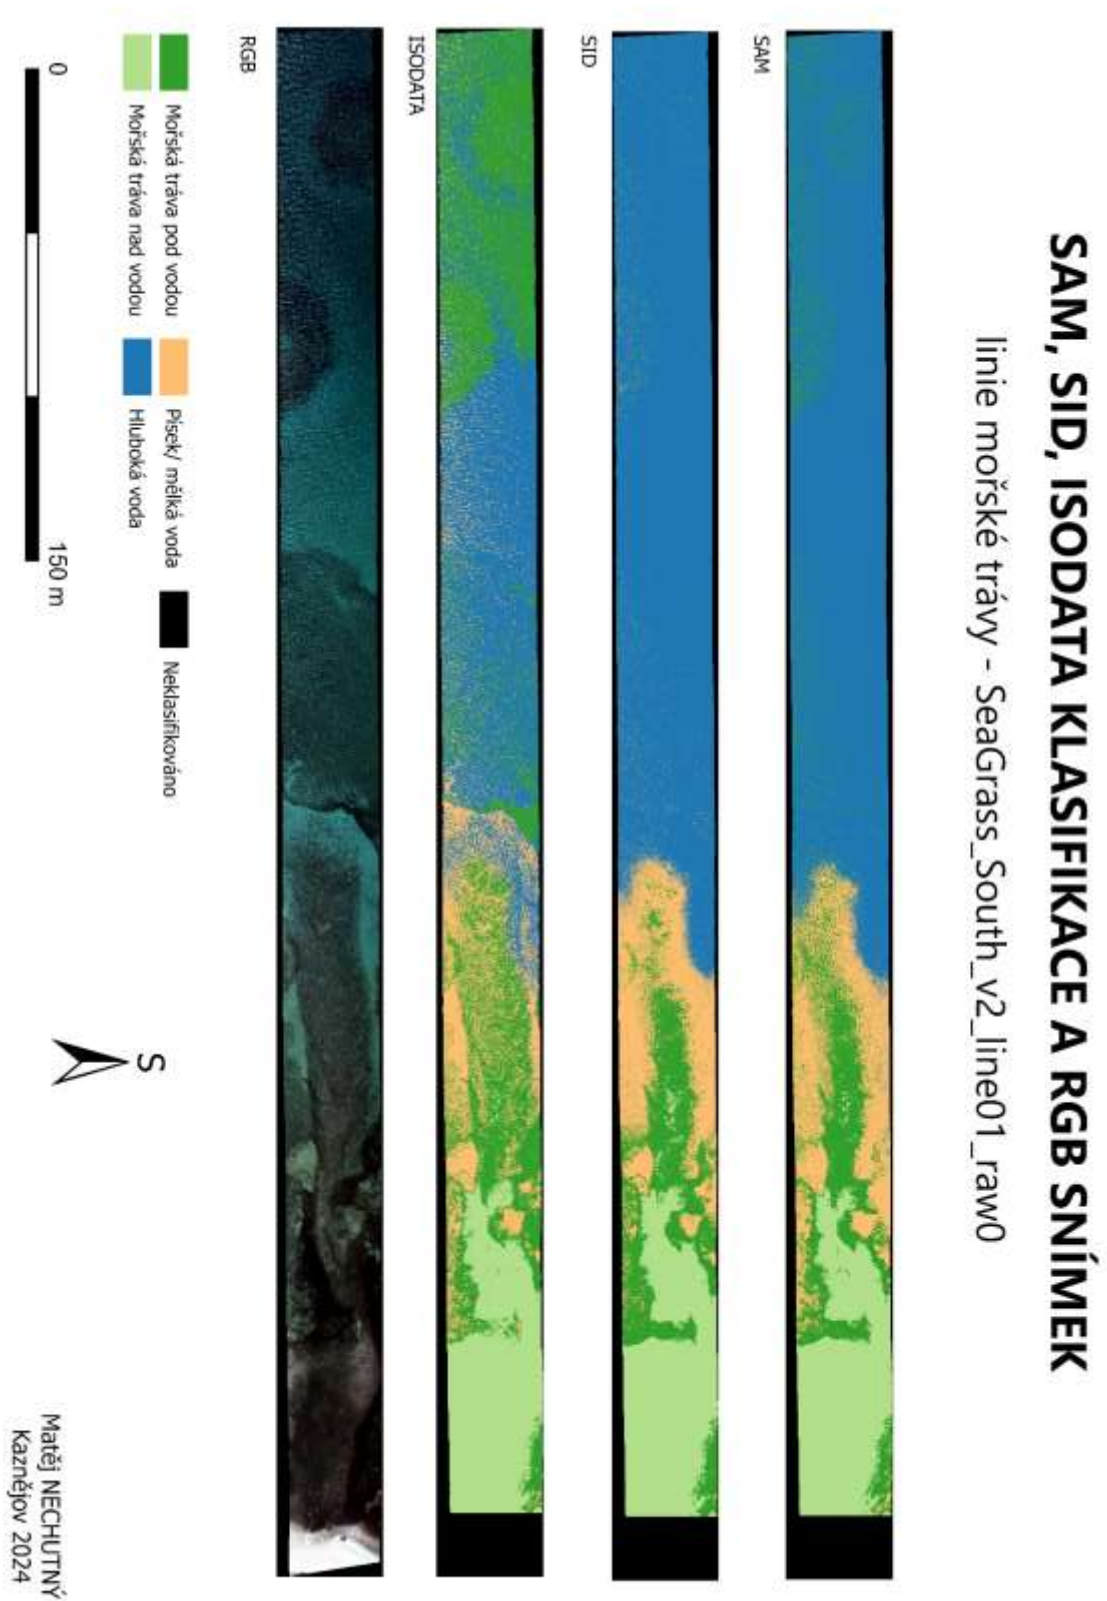 SAM, SID, ISODATA KLASIFIKACE A RGB SNÍMEK
linie mořské trávy - SeaGrass_South_v2_line01_raw0
SAM
SID
ISODATA
RGB
Mořská tráva pod vodou
Písek/ mělká voda
Neklasifikováno
Mořská tráva nad vodou
Hluboká voda
0
150 m
S
Matěj NECHUTNÝ
Kaznějov 2024